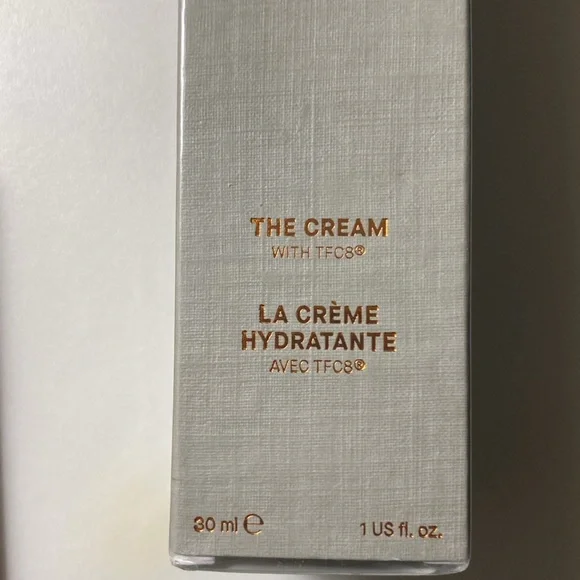 THE CREAM
WITH TFC8®
LA CRÈME
HYDRATANTE
AVEC TFC8®
30 ml ℮ 1 US fl. oz.